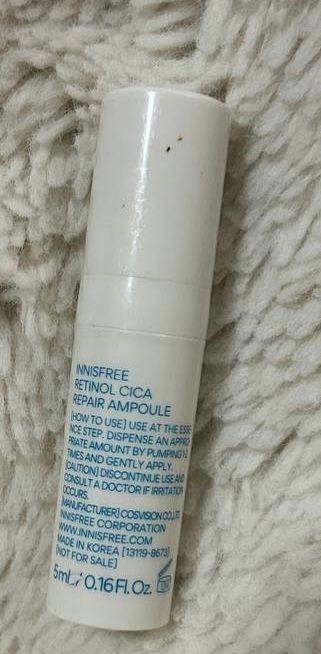 INNISFREE
RETINOL CICA
REPAIR AMPOULE
[HOW TO USE] USE AT THE ESSE-
NCE STEP. DISPENSE AN APPRO-
PRIATE AMOUNT BY PUMPING 1-2
TIMES AND GENTLY APPLY.
[CAUTION] DISCONTINUE USE AND
CONSULT A DOCTOR IF IRRITATION
OCCURS.
[MANUFACTURER] COSVISION CO., LTD
INNISFREE CORPORATION
WWW.INNISFREE.COM
MADE IN KOREA [13119-8673]
[NOT FOR SALE]
5mL / 0.16 Fl. Oz.